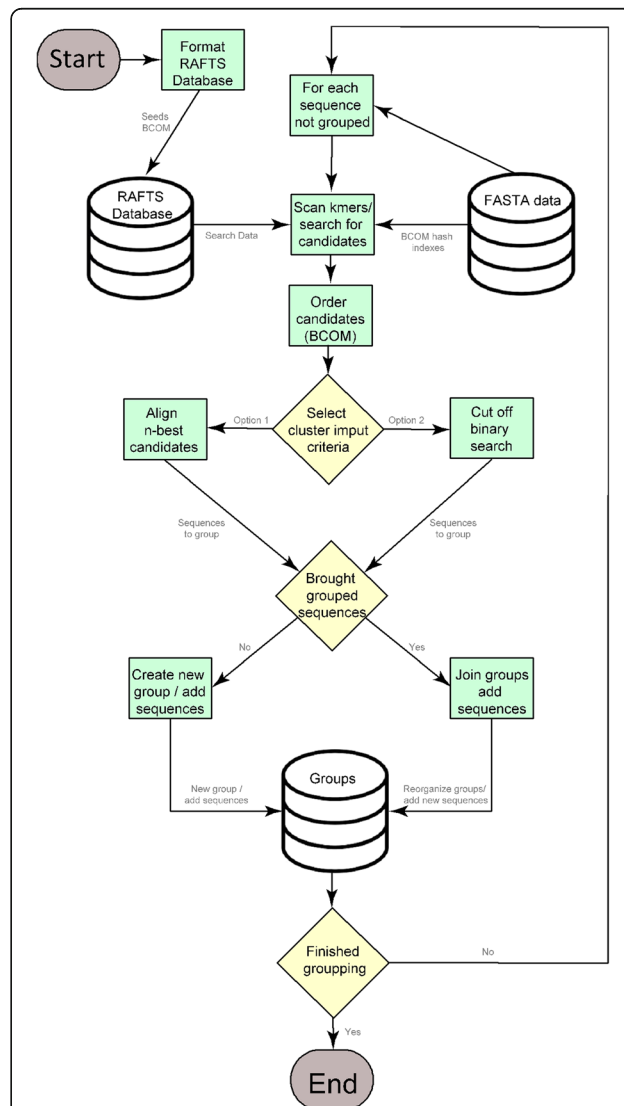 Start
Format
RAFTS
Database
Seeds
BCOM
For each
sequence
not grouped
RAFTS
Database
Search Data
Scan kmers/
search for
candidates
FASTA data
BCOM hash
indexes
Order
candidates
(BCOM)
Align
n-best
candidates
Option 1
Select
cluster imput
criteria
Option 2
Cut off
binary
search
Sequences
to group
Sequences
to group
Brought
grouped
sequences
No
Yes
Create new
group / add
sequences
Join groups
add
sequences
New group /
add sequences
Groups
Reorganize groups/
add new sequences
Finished
groupping
No
Yes
End